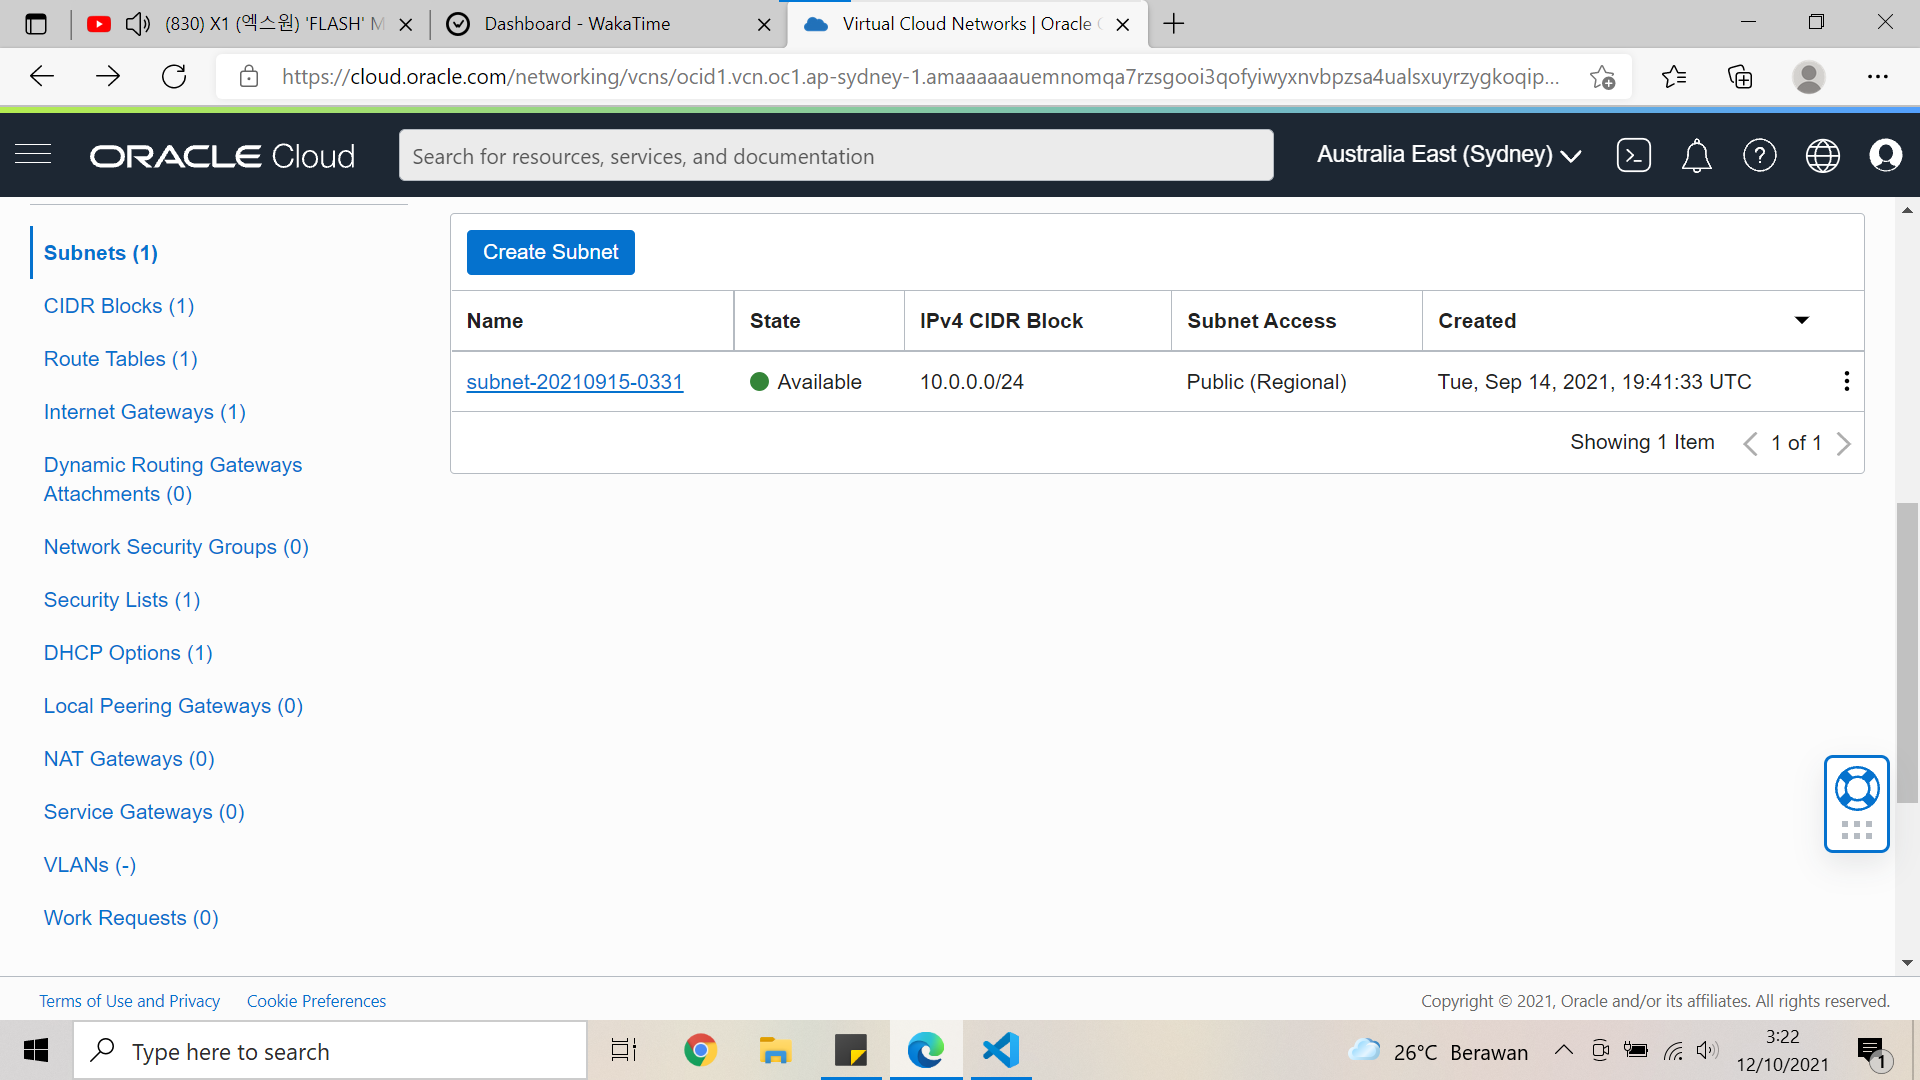 (830) X1 (엑스원) 'FLASH' M
Dashboard - WakaTime
Virtual Cloud Networks | Oracle C
https://cloud.oracle.com/networking/vcns/ocid1.vcn.oc1.ap-sydney-1.amaaaaaauemnomqa7rzsgooi3qofyiwyxnvbpzsa4ualsxuyrzygkoqip...
ORACLE Cloud
Search for resources, services, and documentation
Australia East (Sydney)
Subnets (1)
CIDR Blocks (1)
Route Tables (1)
Internet Gateways (1)
Dynamic Routing Gateways
Attachments (0)
Network Security Groups (0)
Security Lists (1)
DHCP Options (1)
Local Peering Gateways (0)
NAT Gateways (0)
Service Gateways (0)
VLANs (-)
Work Requests (0)
Create Subnet
Name State IPv4 CIDR Block Subnet Access Created
subnet-20210915-0331 Available 10.0.0.0/24 Public (Regional) Tue, Sep 14, 2021, 19:41:33 UTC
Showing 1 Item 1 of 1
Terms of Use and Privacy Cookie Preferences
Copyright © 2021, Oracle and/or its affiliates. All rights reserved.
Type here to search
26°C Berawan
3:22
12/10/2021
1